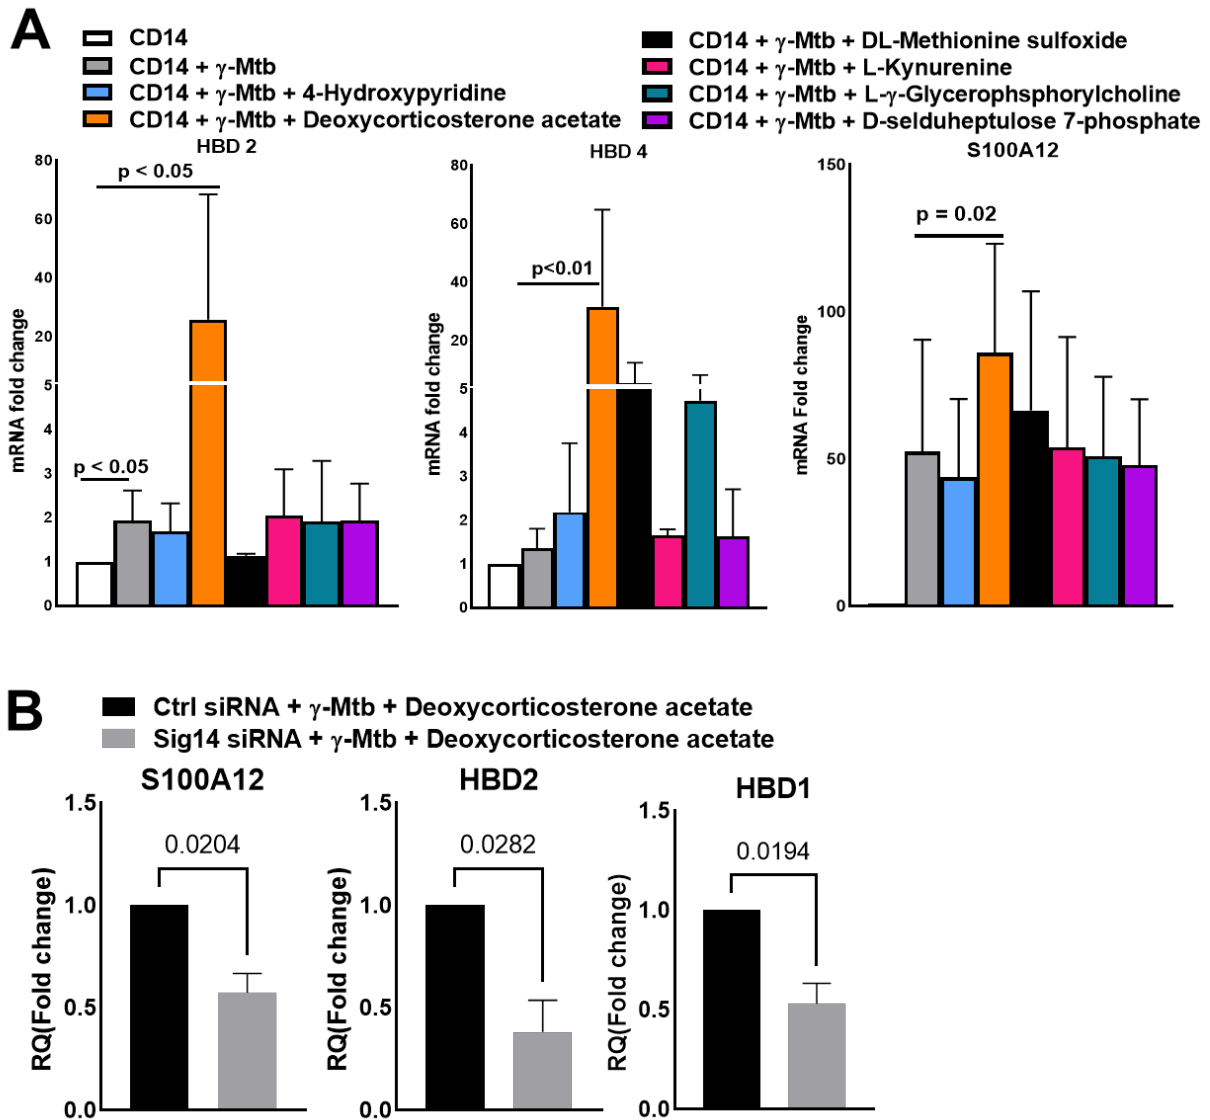 A
CD14
CD14 + γ-Mtb
CD14 + γ-Mtb + 4-Hydroxypyridine
CD14 + γ-Mtb + Deoxycorticosterone acetate
CD14 + γ-Mtb + DL-Methionine sulfoxide
CD14 + γ-Mtb + L-Kynurenine
CD14 + γ-Mtb + L-γ-Glycerophsphorylcholine
CD14 + γ-Mtb + D-selduheptulose 7-phosphate
HBD 2
mRNA fold change
80
60
40
20
5
4
3
2
1
0
p < 0.05
p < 0.05
HBD 4
mRNA fold change
80
60
40
20
5
4
3
2
1
0
p<0.01
S100A12
mRNA Fold change
150
100
50
0
p = 0.02
B
Ctrl siRNA + γ-Mtb + Deoxycorticosterone acetate
Sig14 siRNA + γ-Mtb + Deoxycorticosterone acetate
S100A12
RQ(Fold change)
1.5
1.0
0.5
0.0
0.0204
HBD2
RQ(Fold change)
1.5
1.0
0.5
0.0
0.0282
HBD1
RQ(Fold change)
1.5
1.0
0.5
0.0
0.0194